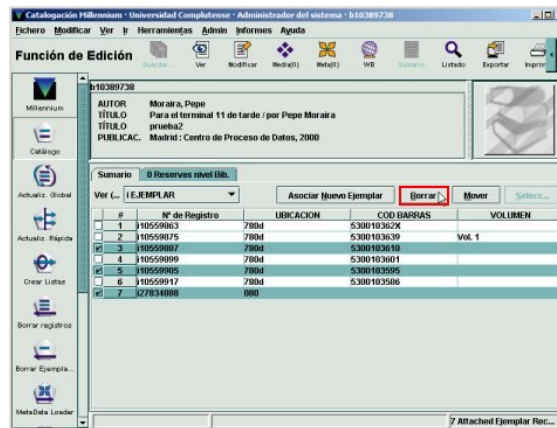 Catalogación Millennium · Universidad Complutense · Administrador del sistema · b10389738
Fichero Modificar Ver Ir Herramientas Admin Informes Ayuda
Función de Edición
Guardar... Ver Modificar Media(0) Meta(0) WB Sumario Listado Exportar Imprimir
b10389738
AUTOR Moraira, Pepe
TÍTULO Para el terminal 11 de tarde / por Pepe Moraira
TÍTULO prueba2
PUBLICAC. Madrid : Centro de Proceso de Datos, 2000
Millennium
Catálogo
Actualiz. Global
Actualiz. Rápida
Crear Listas
Borrar registros
Borrar Ejempla...
MetaData Loader
Sumario 0 Reservas nivel Bib.
Ver (... i EJEMPLAR Asociar Nuevo Ejemplar Borrar Mover Selecc...
# Nº de Registro UBICACION COD BARRAS VOLUMEN
1 i10559863 780d 530010362X
2 i10559875 780d 5300103639 Vol. 1
3 i10559887 780d 5300103610
4 i10559899 780d 5300103601
5 i10559905 780d 5300103595
6 i10559917 780d 5300103586
7 i27834888 080
7 Attached Ejemplar Rec...